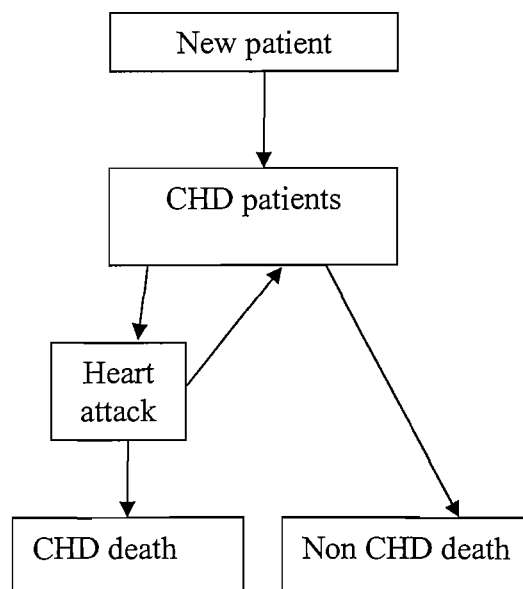 New patient
CHD patients
Heart
attack
CHD death
Non CHD death